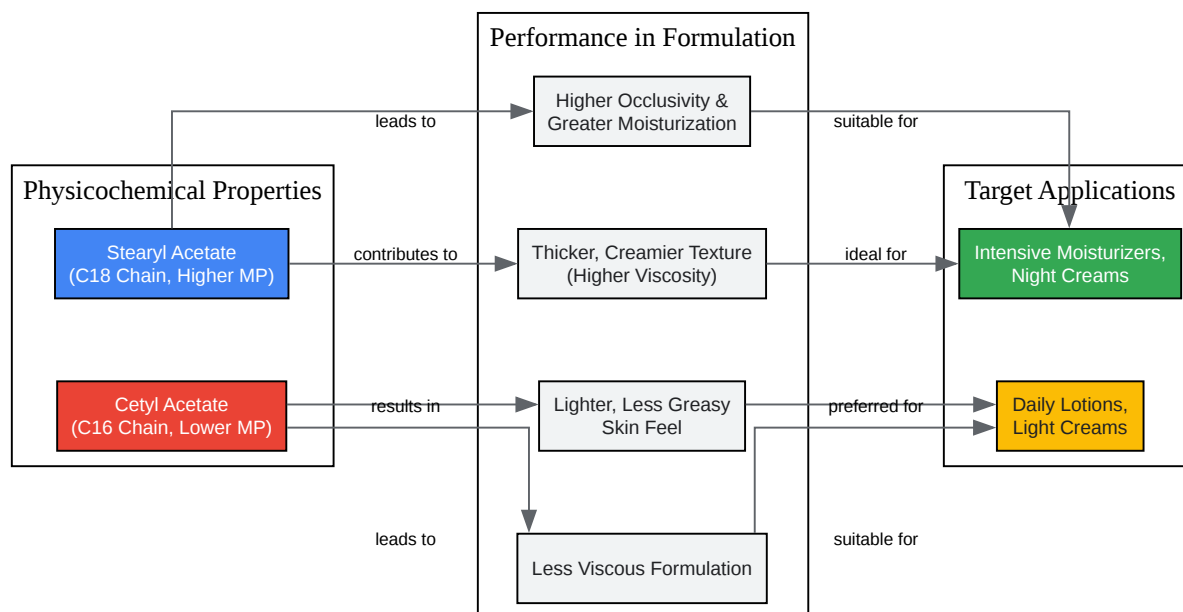 Performance in Formulation
Higher Occlusivity &
Greater Moisturization
leads to
suitable for
Physicochemical Properties
Target Applications
Stearyl Acetate
(C18 Chain, Higher MP)
contributes to
Thicker, Creamier Texture
(Higher Viscosity)
ideal for
Intensive Moisturizers,
Night Creams
Cetyl Acetate
(C16 Chain, Lower MP)
results in
Lighter, Less Greasy
Skin Feel
preferred for
Daily Lotions,
Light Creams
leads to
Less Viscous Formulation
suitable for